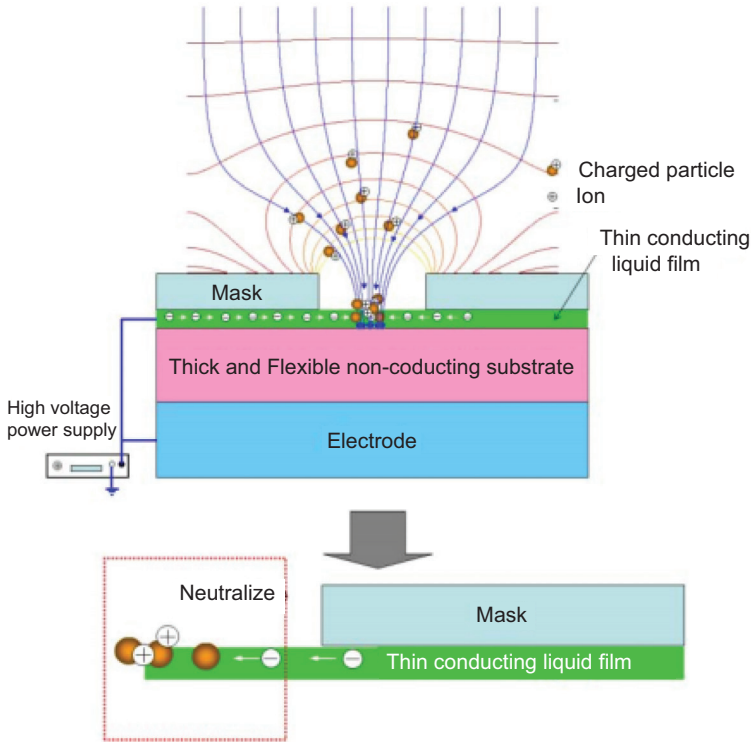 Charged particle
Ion
Thin conducting
liquid film
Mask
Thick and Flexible non-coducting substrate
High voltage
power supply
Electrode
Neutralize
Mask
Thin conducting liquid film